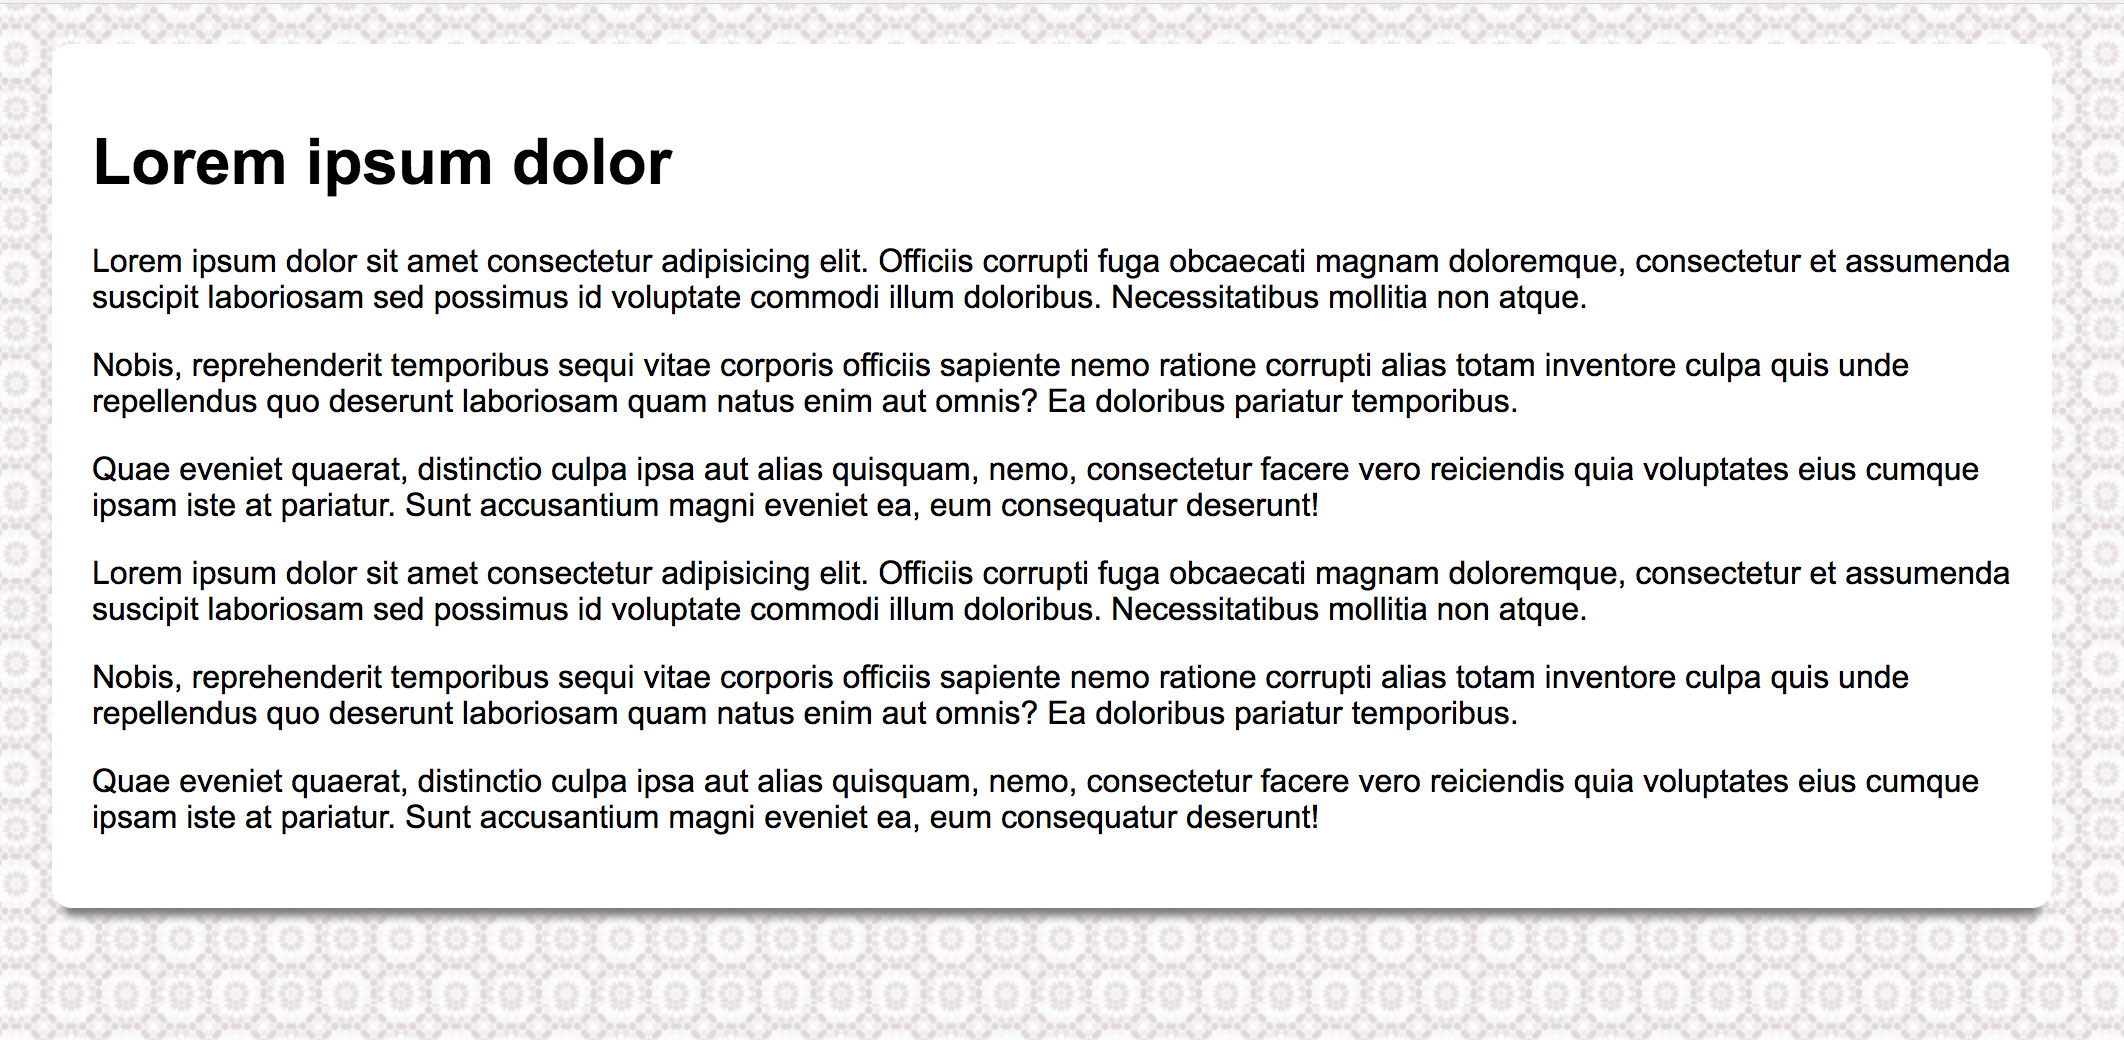 Lorem ipsum dolor
Lorem ipsum dolor sit amet consectetur adipisicing elit. Officiis corrupti fuga obcaecati magnam doloremque, consectetur et assumenda
suscipit laboriosam sed possimus id voluptate commodi illum doloribus. Necessitatibus mollitia non atque.
Nobis, reprehenderit temporibus sequi vitae corporis officiis sapiente nemo ratione corrupti alias totam inventore culpa quis unde
repellendus quo deserunt laboriosam quam natus enim aut omnis? Ea doloribus pariatur temporibus.
Quae eveniet quaerat, distinctio culpa ipsa aut alias quisquam, nemo, consectetur facere vero reiciendis quia voluptates eius cumque
ipsam iste at pariatur. Sunt accusantium magni eveniet ea, eum consequatur deserunt!
Lorem ipsum dolor sit amet consectetur adipisicing elit. Officiis corrupti fuga obcaecati magnam doloremque, consectetur et assumenda
suscipit laboriosam sed possimus id voluptate commodi illum doloribus. Necessitatibus mollitia non atque.
Nobis, reprehenderit temporibus sequi vitae corporis officiis sapiente nemo ratione corrupti alias totam inventore culpa quis unde
repellendus quo deserunt laboriosam quam natus enim aut omnis? Ea doloribus pariatur temporibus.
Quae eveniet quaerat, distinctio culpa ipsa aut alias quisquam, nemo, consectetur facere vero reiciendis quia voluptates eius cumque
ipsam iste at pariatur. Sunt accusantium magni eveniet ea, eum consequatur deserunt!